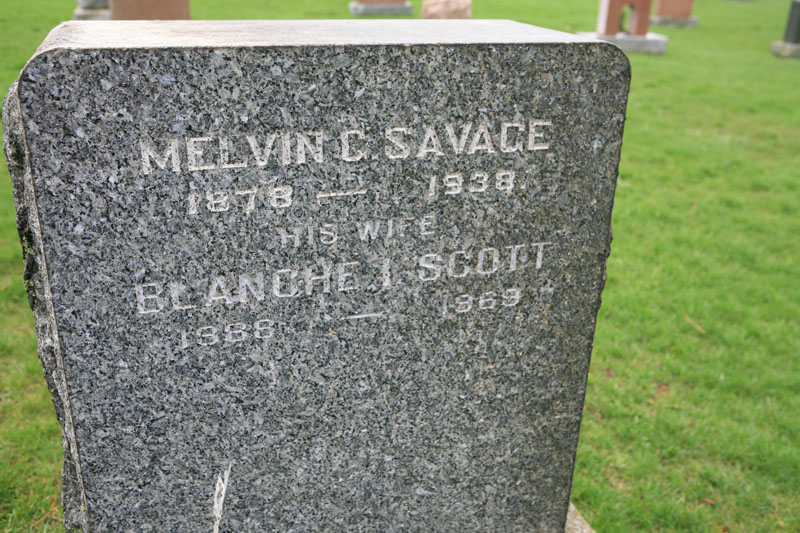 MELVIN C. SAVAGE
1878 — 1938
HIS WIFE
BLANCHE I. SCOTT
1888 — 1969